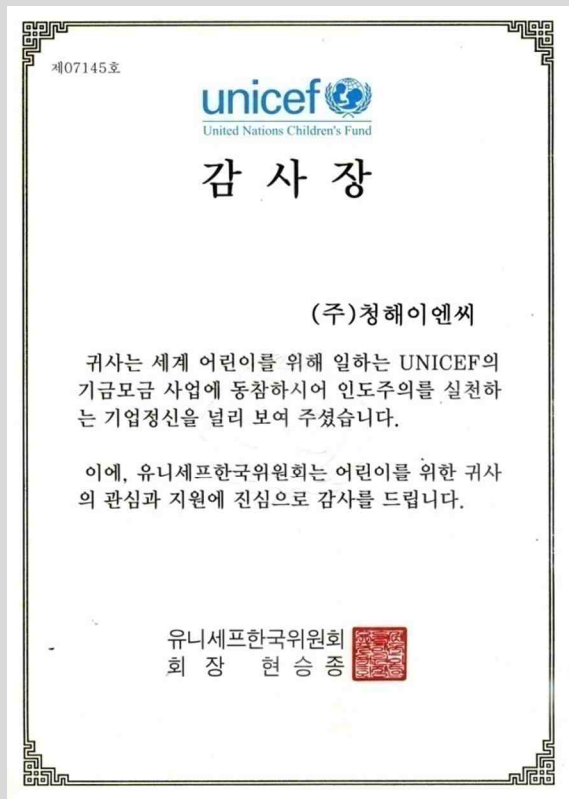 제07145호
unicef
United Nations Children's Fund
감 사 장
(주)청해이엔씨
귀사는 세계 어린이를 위해 일하는 UNICEF의
기금모금 사업에 동참하시어 인도주의를 실천하
는 기업정신을 널리 보여 주셨습니다.
이에, 유니세프한국위원회는 어린이를 위한 귀사
의 관심과 지원에 진심으로 감사를 드립니다.
유니세프한국위원회
회 장 현 승 종